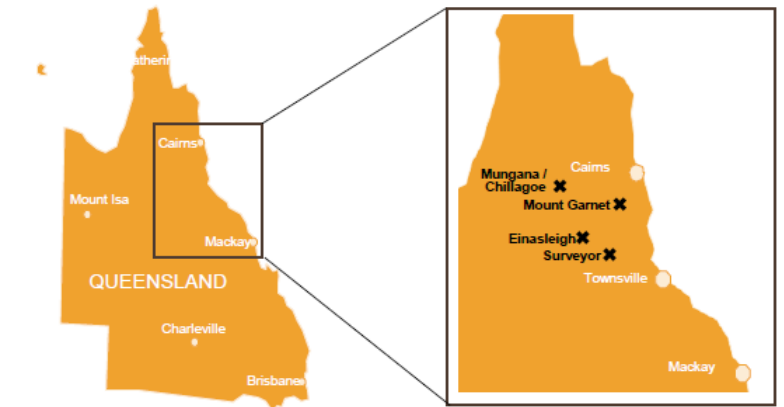 Cairns
Mount Isa
Mackay
QUEENSLAND
Charleville
Brisbane
Cairns
Mungana /
Chillagoe
Mount Garnet
Einasleigh
Surveyor
Townsville
Mackay